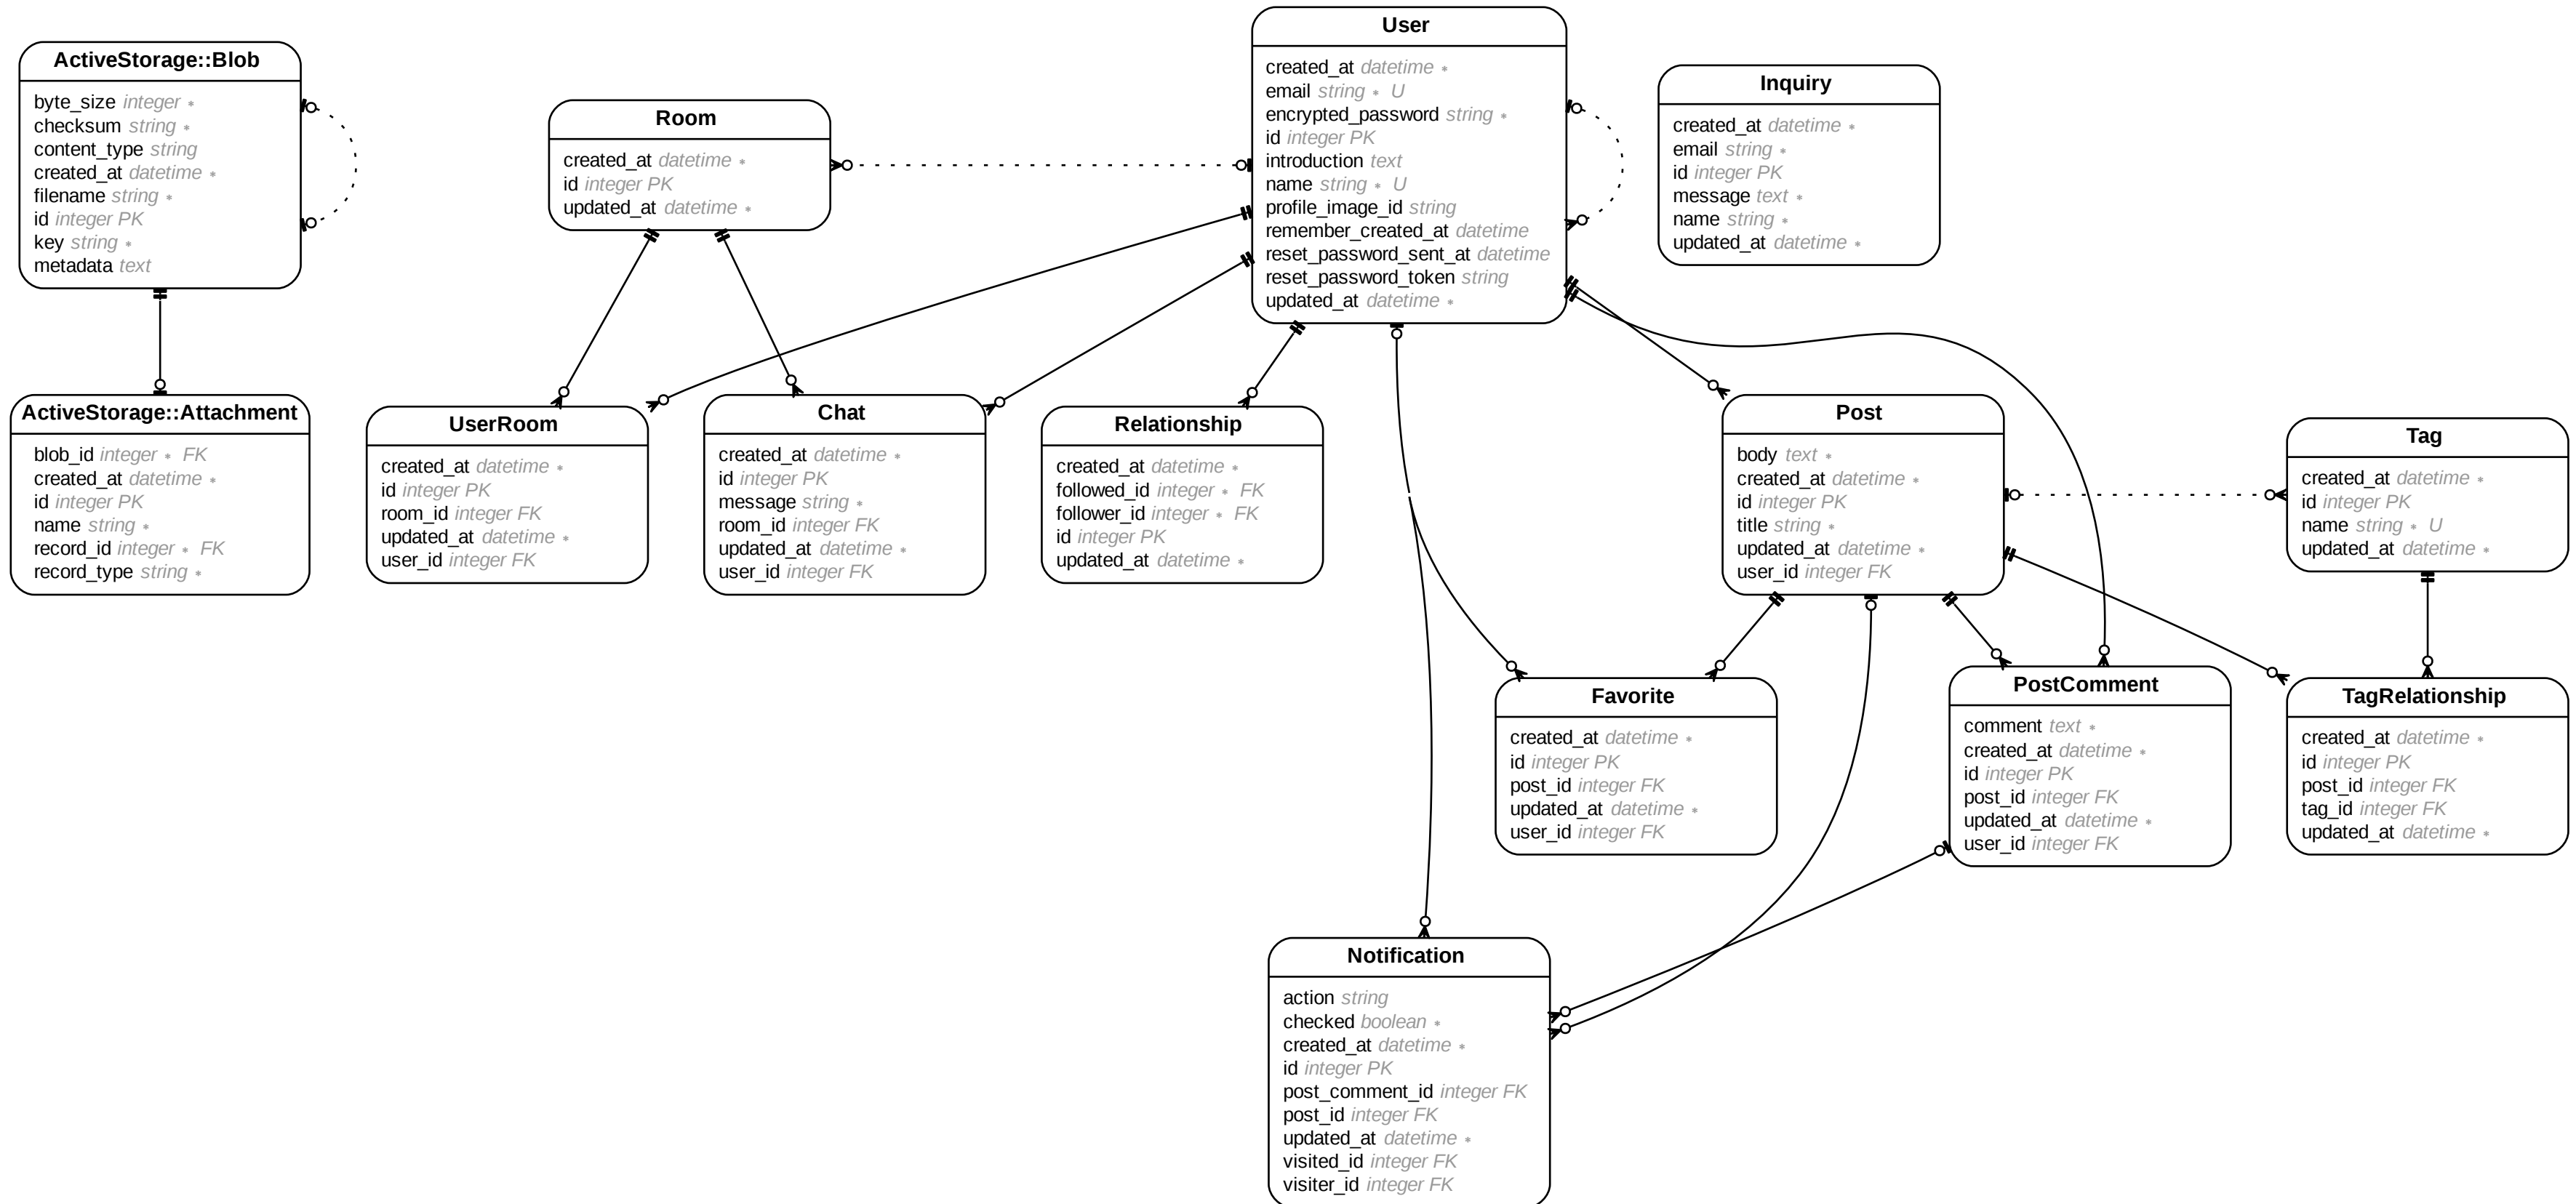 ActiveStorage::Blob
byte_size integer *
checksum string *
content_type string
created_at datetime *
filename string *
id integer PK
key string *
metadata text
Room
created_at datetime *
id integer PK
updated_at datetime *
User
created_at datetime *
email string * U
encrypted_password string *
id integer PK
introduction text
name string * U
profile_image_id string
remember_created_at datetime
reset_password_sent_at datetime
reset_password_token string
updated_at datetime *
Inquiry
created_at datetime *
email string *
id integer PK
message text *
name string *
updated_at datetime *
ActiveStorage::Attachment
blob_id integer * FK
created_at datetime *
id integer PK
name string *
record_id integer * FK
record_type string *
UserRoom
created_at datetime *
id integer PK
room_id integer FK
updated_at datetime *
user_id integer FK
Chat
created_at datetime *
id integer PK
message string *
room_id integer FK
updated_at datetime *
user_id integer FK
Relationship
created_at datetime *
followed_id integer * FK
follower_id integer * FK
id integer PK
updated_at datetime *
Post
body text *
created_at datetime *
id integer PK
title string *
updated_at datetime *
user_id integer FK
Tag
created_at datetime *
id integer PK
name string * U
updated_at datetime *
Favorite
created_at datetime *
id integer PK
post_id integer FK
updated_at datetime *
user_id integer FK
PostComment
comment text *
created_at datetime *
id integer PK
post_id integer FK
updated_at datetime *
user_id integer FK
TagRelationship
created_at datetime *
id integer PK
post_id integer FK
tag_id integer FK
updated_at datetime *
Notification
action string
checked boolean *
created_at datetime *
id integer PK
post_comment_id integer FK
post_id integer FK
updated_at datetime *
visited_id integer FK
visiter_id integer FK